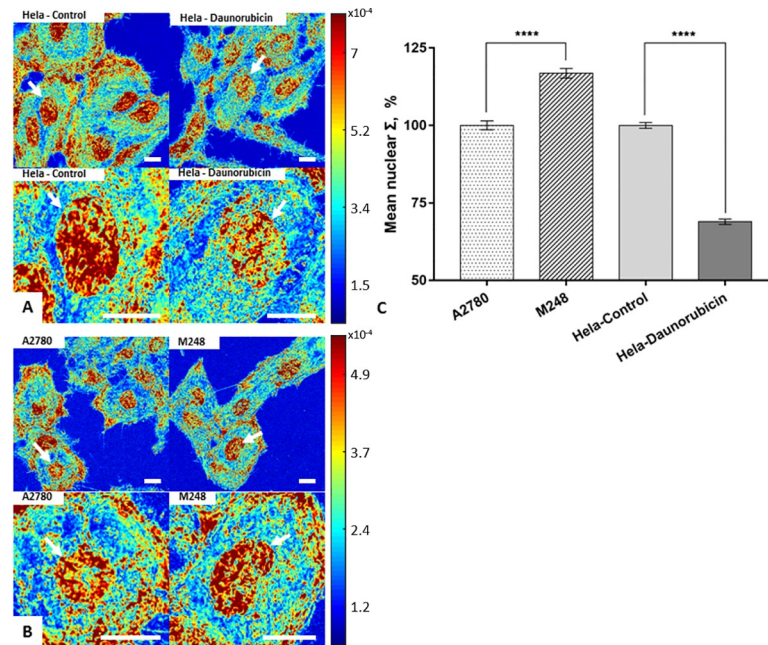 Hela - Control
Hela - Daunorubicin
Hela - Control
Hela - Daunorubicin
A
x10⁻⁴
7
5.2
3.4
1.5
A2780
M248
A2780
M248
B
x10⁻⁴
4.9
3.7
2.4
1.2
C
Mean nuclear Σ, %
125
100
75
50
****
****
A2780
M248
Hela-Control
Hela-Daunorubicin